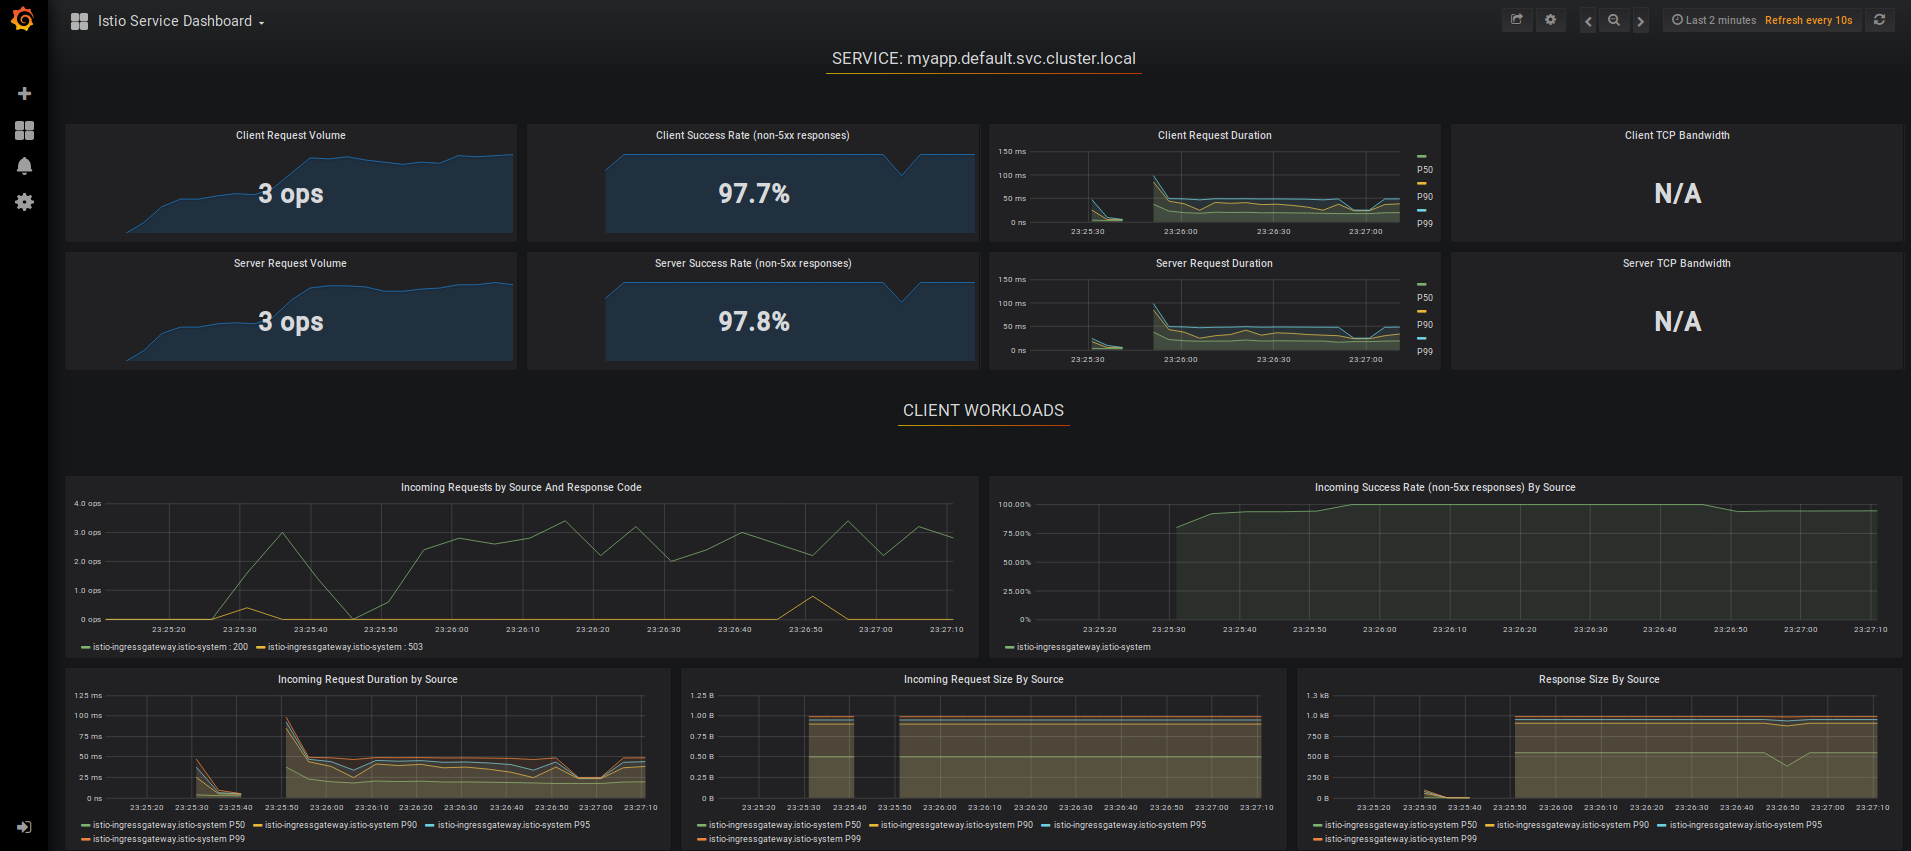 Istio Service Dashboard
Last 2 minutes Refresh every 10s
SERVICE: myapp.default.svc.cluster.local
Client Request Volume
3 ops
Client Success Rate (non-5xx responses)
97.7%
Client Request Duration
150 ms
100 ms
50 ms
0 ns
23:25:30 23:26:00 23:26:30 23:27:00
P50
P90
P99
Client TCP Bandwidth
N/A
Server Request Volume
3 ops
Server Success Rate (non-5xx responses)
97.8%
Server Request Duration
150 ms
100 ms
50 ms
0 ns
23:25:30 23:26:00 23:26:30 23:27:00
P50
P90
P99
Server TCP Bandwidth
N/A
CLIENT WORKLOADS
Incoming Requests by Source And Response Code
4.0 ops
3.0 ops
2.0 ops
1.0 ops
0 ops
23:25:20 23:25:30 23:25:40 23:25:50 23:26:00 23:26:10 23:26:20 23:26:30 23:26:40 23:26:50 23:27:00 23:27:10
istio-ingressgateway.istio-system : 200 istio-ingressgateway.istio-system : 503
Incoming Success Rate (non-5xx responses) By Source
100.00%
75.00%
50.00%
25.00%
0%
23:25:20 23:25:30 23:25:40 23:25:50 23:26:00 23:26:10 23:26:20 23:26:30 23:26:40 23:26:50 23:27:00 23:27:10
istio-ingressgateway.istio-system
Incoming Request Duration by Source
125 ms
100 ms
75 ms
50 ms
25 ms
0 ns
23:25:20 23:25:30 23:25:40 23:25:50 23:26:00 23:26:10 23:26:20 23:26:30 23:26:40 23:26:50 23:27:00 23:27:10
istio-ingressgateway.istio-system P50 istio-ingressgateway.istio-system P90 istio-ingressgateway.istio-system P95
istio-ingressgateway.istio-system P99
Incoming Request Size By Source
1.25 B
1.00 B
0.75 B
0.50 B
0.25 B
0 B
23:25:20 23:25:30 23:25:40 23:25:50 23:26:00 23:26:10 23:26:20 23:26:30 23:26:40 23:26:50 23:27:00 23:27:10
istio-ingressgateway.istio-system P50 istio-ingressgateway.istio-system P90 istio-ingressgateway.istio-system P95
istio-ingressgateway.istio-system P99
Response Size By Source
1.3 kB
1.0 kB
750 B
500 B
250 B
0 B
23:25:20 23:25:30 23:25:40 23:25:50 23:26:00 23:26:10 23:26:20 23:26:30 23:26:40 23:26:50 23:27:00 23:27:10
istio-ingressgateway.istio-system P50 istio-ingressgateway.istio-system P90 istio-ingressgateway.istio-system P95
istio-ingressgateway.istio-system P99